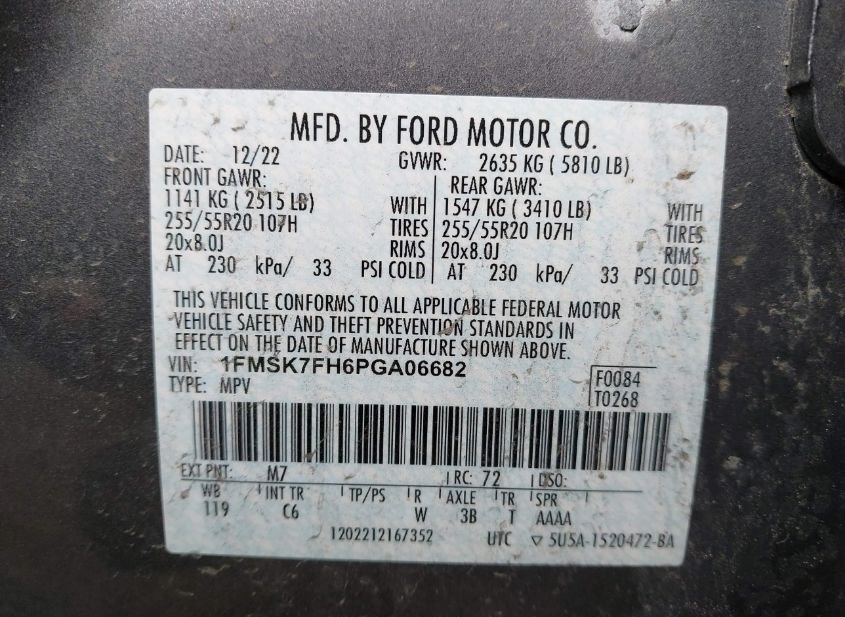 MFD. BY FORD MOTOR CO.
DATE: 12/22 GVWR: 2635 KG ( 5810 LB)
FRONT GAWR: REAR GAWR:
1141 KG ( 2515 LB) WITH 1547 KG ( 3410 LB) WITH
255/55R20 107H TIRES 255/55R20 107H TIRES
20x8.0J RIMS 20x8.0J RIMS
AT 230 kPa/ 33 PSI COLD AT 230 kPa/ 33 PSI COLD
THIS VEHICLE CONFORMS TO ALL APPLICABLE FEDERAL MOTOR
VEHICLE SAFETY AND THEFT PREVENTION STANDARDS IN
EFFECT ON THE DATE OF MANUFACTURE SHOWN ABOVE.
VIN: 1FMSK7FH6PGA06682 F0084
TYPE: MPV T0268
EXT PNT: M7 RC: 72 DSO:
WB INT TR TP/PS R AXLE TR SPR
119 C6 W 3B T AAAA
1202212167352 UTC ▽ 5U5A-1520472-BA